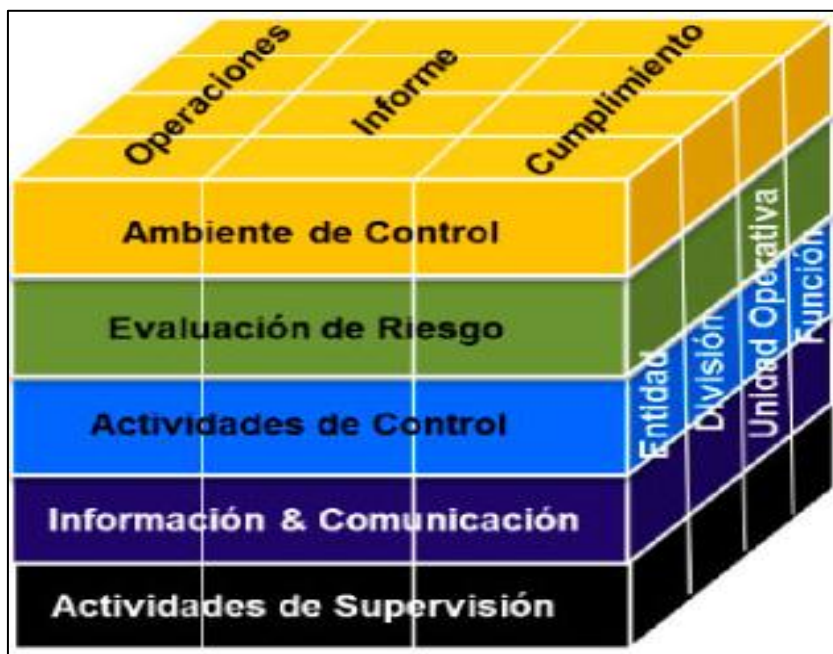 Operaciones
Informe
Cumplimiento
Ambiente de Control
Evaluación de Riesgo
Actividades de Control
Información & Comunicación
Actividades de Supervisión
Entidad
División
Unidad Operativa
Función